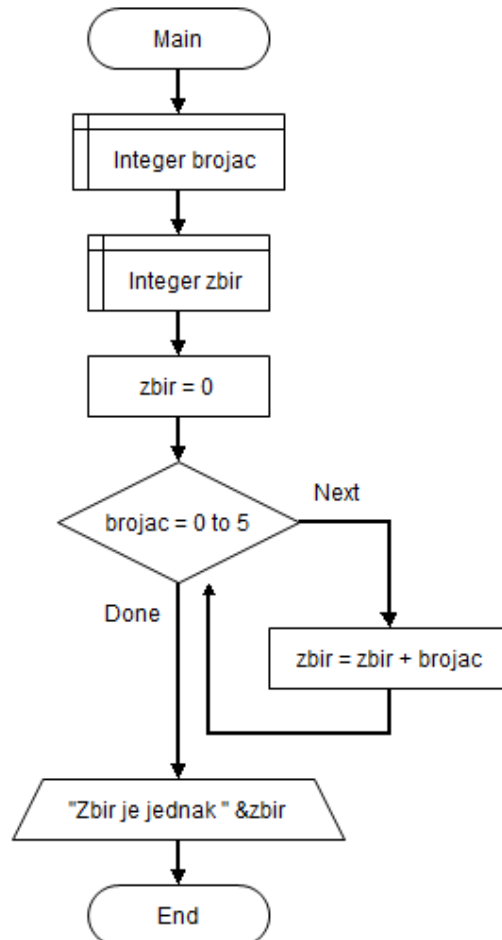 Main
Integer brojac
Integer zbir
zbir = 0
brojac = 0 to 5
Next
Done
zbir = zbir + brojac
"Zbir je jednak " &zbir
End